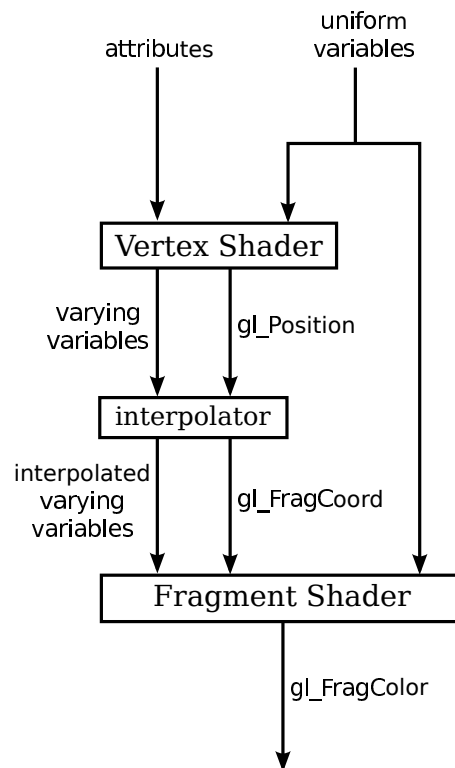 attributes
uniform
variables
Vertex Shader
varying
variables
gl_Position
interpolator
interpolated
varying
variables
gl_FragCoord
Fragment Shader
gl_FragColor